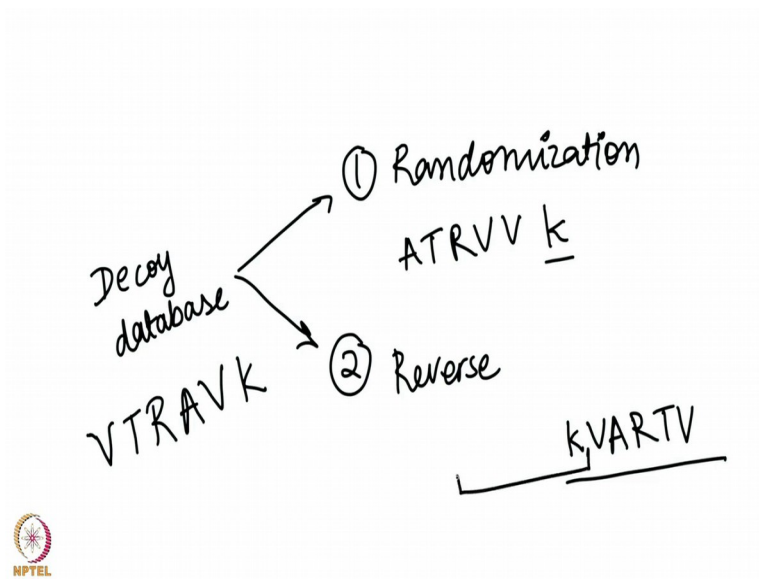 ① Randomization
ATRVV k
Decoy
database
VTRAVK
② Reverse
kVARTV
NPTEL